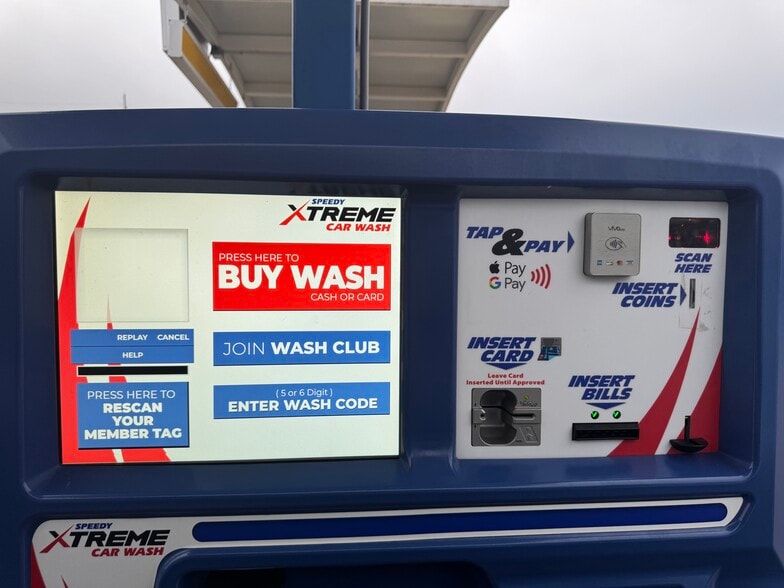 SPEEDY
XTREME
CAR WASH
PRESS HERE TO
BUY WASH
CASH OR CARD
REPLAY CANCEL
HELP
JOIN WASH CLUB
PRESS HERE TO
RESCAN
YOUR
MEMBER TAG
( 5 or 6 Digit )
ENTER WASH CODE
TAP & PAY
Pay
G Pay
SCAN
HERE
INSERT
COINS
INSERT
CARD
Leave Card
Inserted Until Approved
INSERT
BILLS
SPEEDY
XTREME
CAR WASH